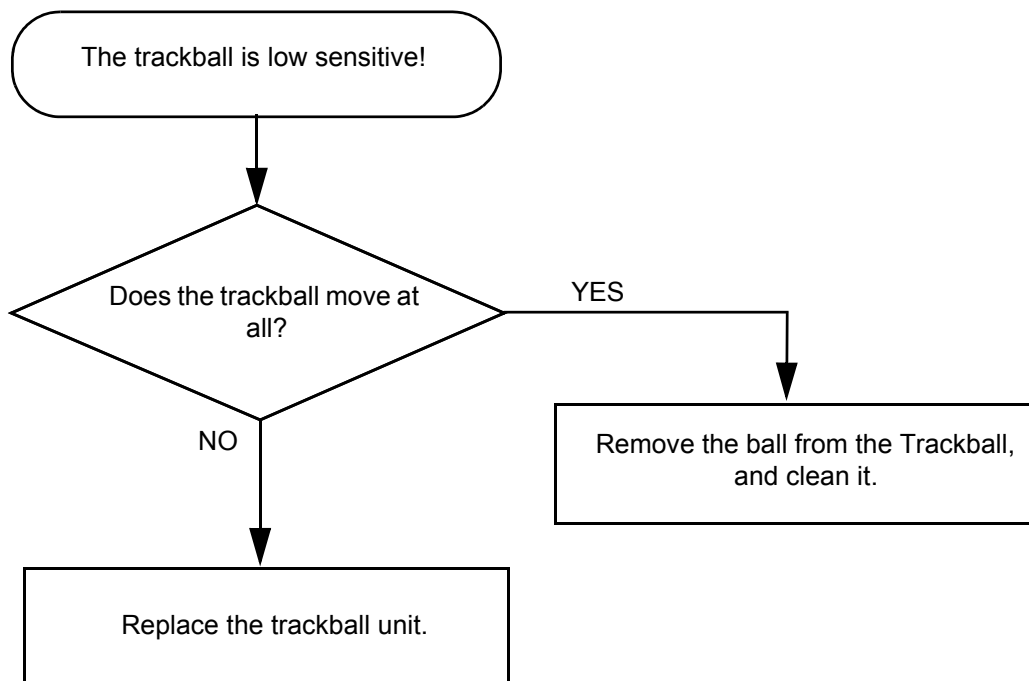 The trackball is low sensitive!
Does the trackball move at
all?
YES
NO
Remove the ball from the Trackball,
and clean it.
Replace the trackball unit.